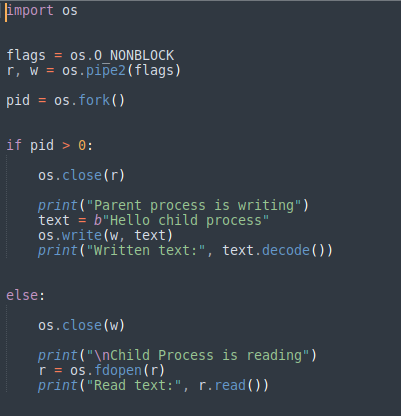 import os
flags = os.O_NONBLOCK
r, w = os.pipe2(flags)
pid = os.fork()
if pid > 0:
os.close(r)
print("Parent process is writing")
text = b"Hello child process"
os.write(w, text)
print("Written text:", text.decode())
else:
os.close(w)
print("\nChild Process is reading")
r = os.fdopen(r)
print("Read text:", r.read())